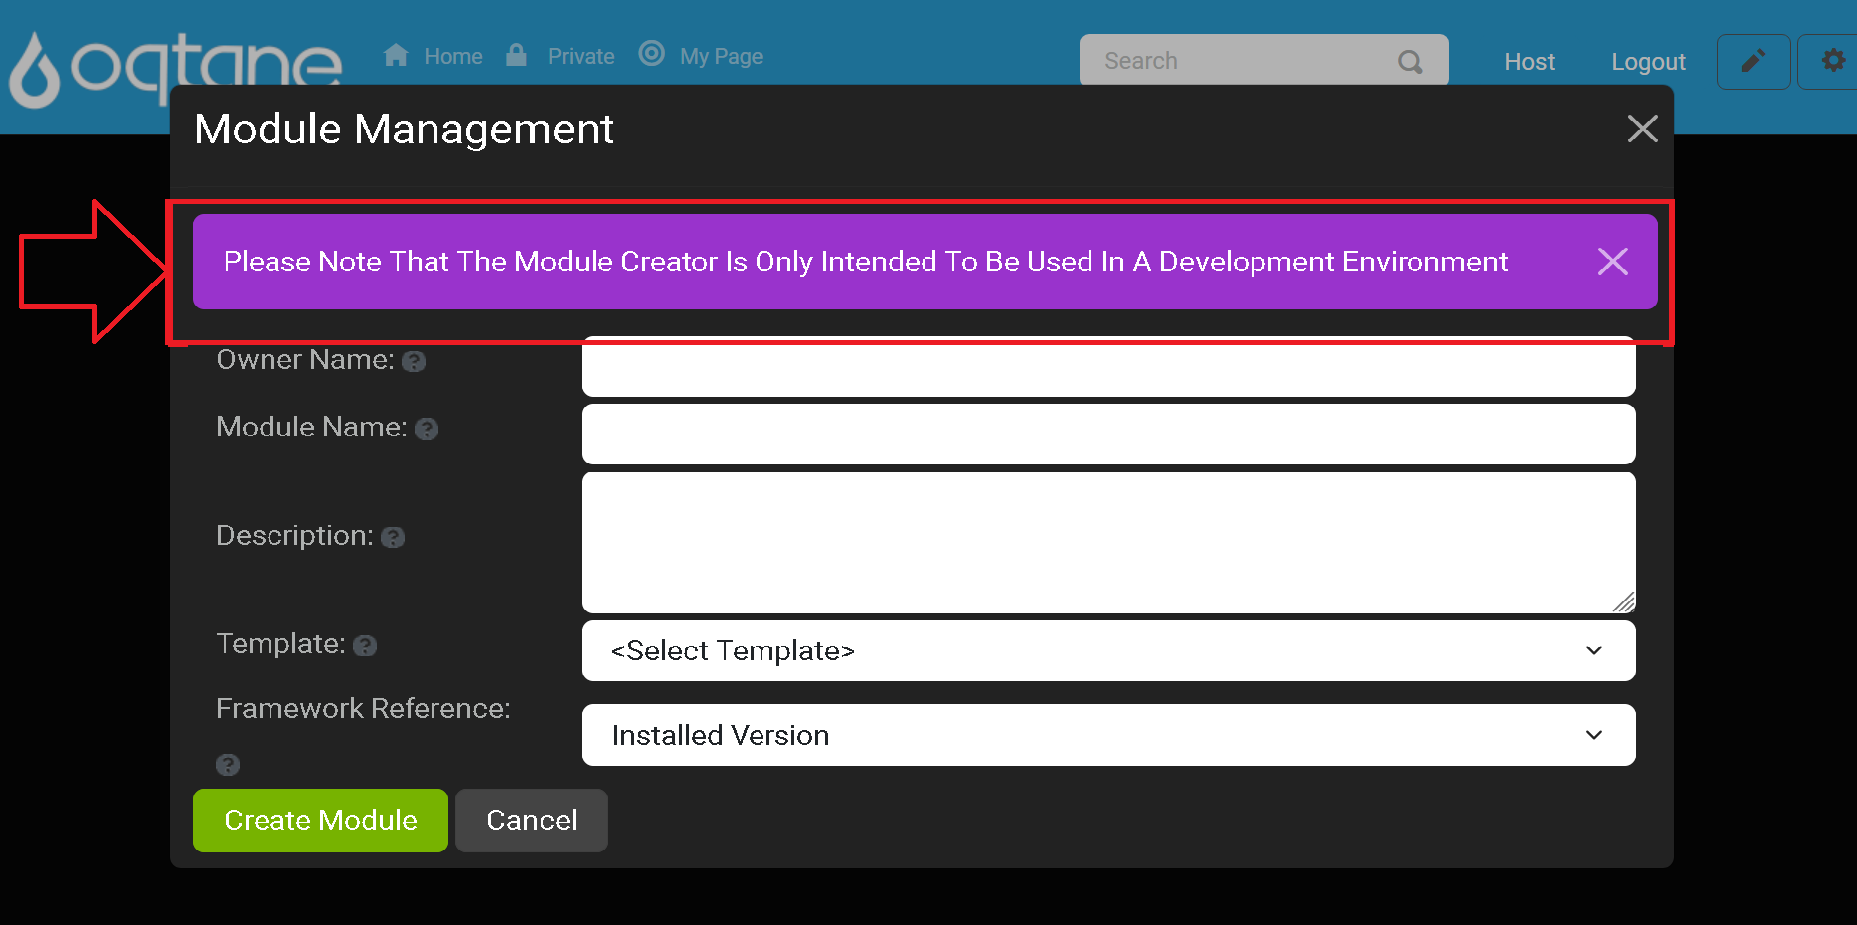 oqtane
Home Private My Page
Search
Host Logout
Module Management
Please Note That The Module Creator Is Only Intended To Be Used In A Development Environment
Owner Name: ?
Module Name: ?
Description: ?
Template: ?
<Select Template>
Framework Reference:
?
Installed Version
Create Module Cancel